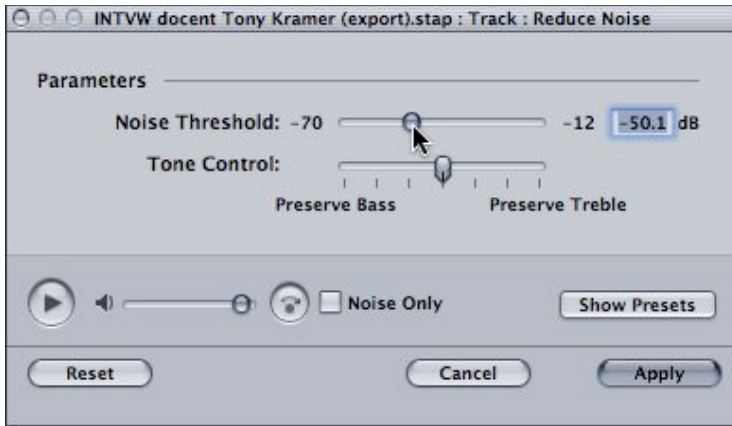 INTVW docent Tony Kramer (export).stap : Track : Reduce Noise
Parameters
Noise Threshold: -70 -12 -50.1 dB
Tone Control:
Preserve Bass Preserve Treble
Noise Only Show Presets
Reset Cancel Apply